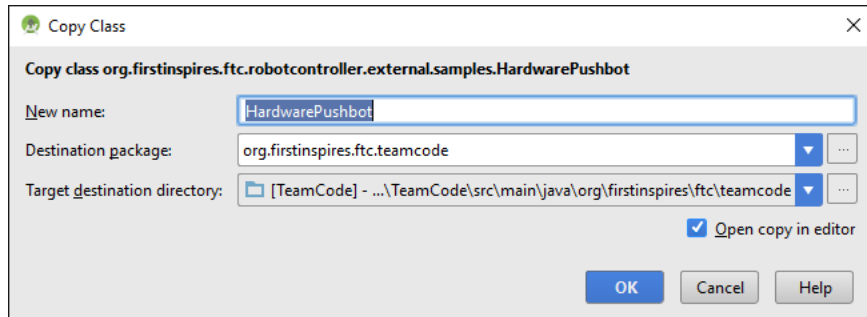 Copy Class
Copy class org.firstinspires.ftc.robotcontroller.external.samples.HardwarePushbot
New name: HardwarePushbot
Destination package: org.firstinspires.ftc.teamcode ...
Target destination directory: [TeamCode] - ...\TeamCode\src\main\java\org\firstinspires\ftc\teamcode ...
Open copy in editor
OK Cancel Help